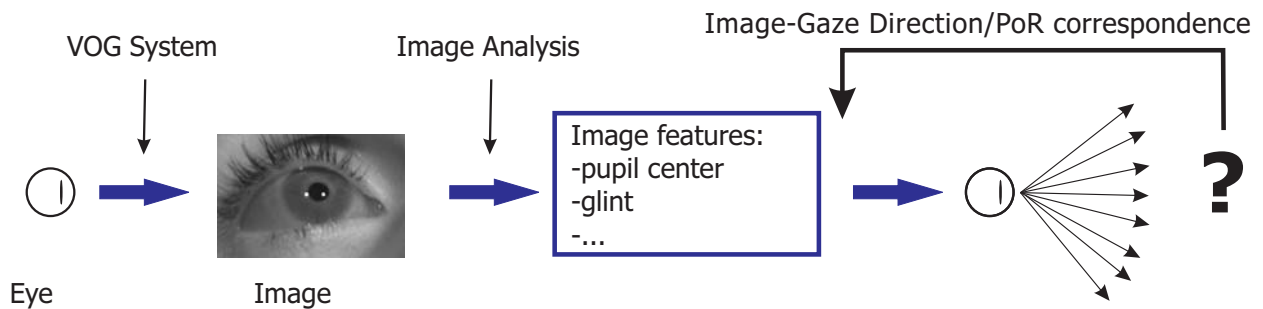 VOG System
Image Analysis
Image-Gaze Direction/PoR correspondence
Image features:
-pupil center
-glint
-...
?
Eye
Image